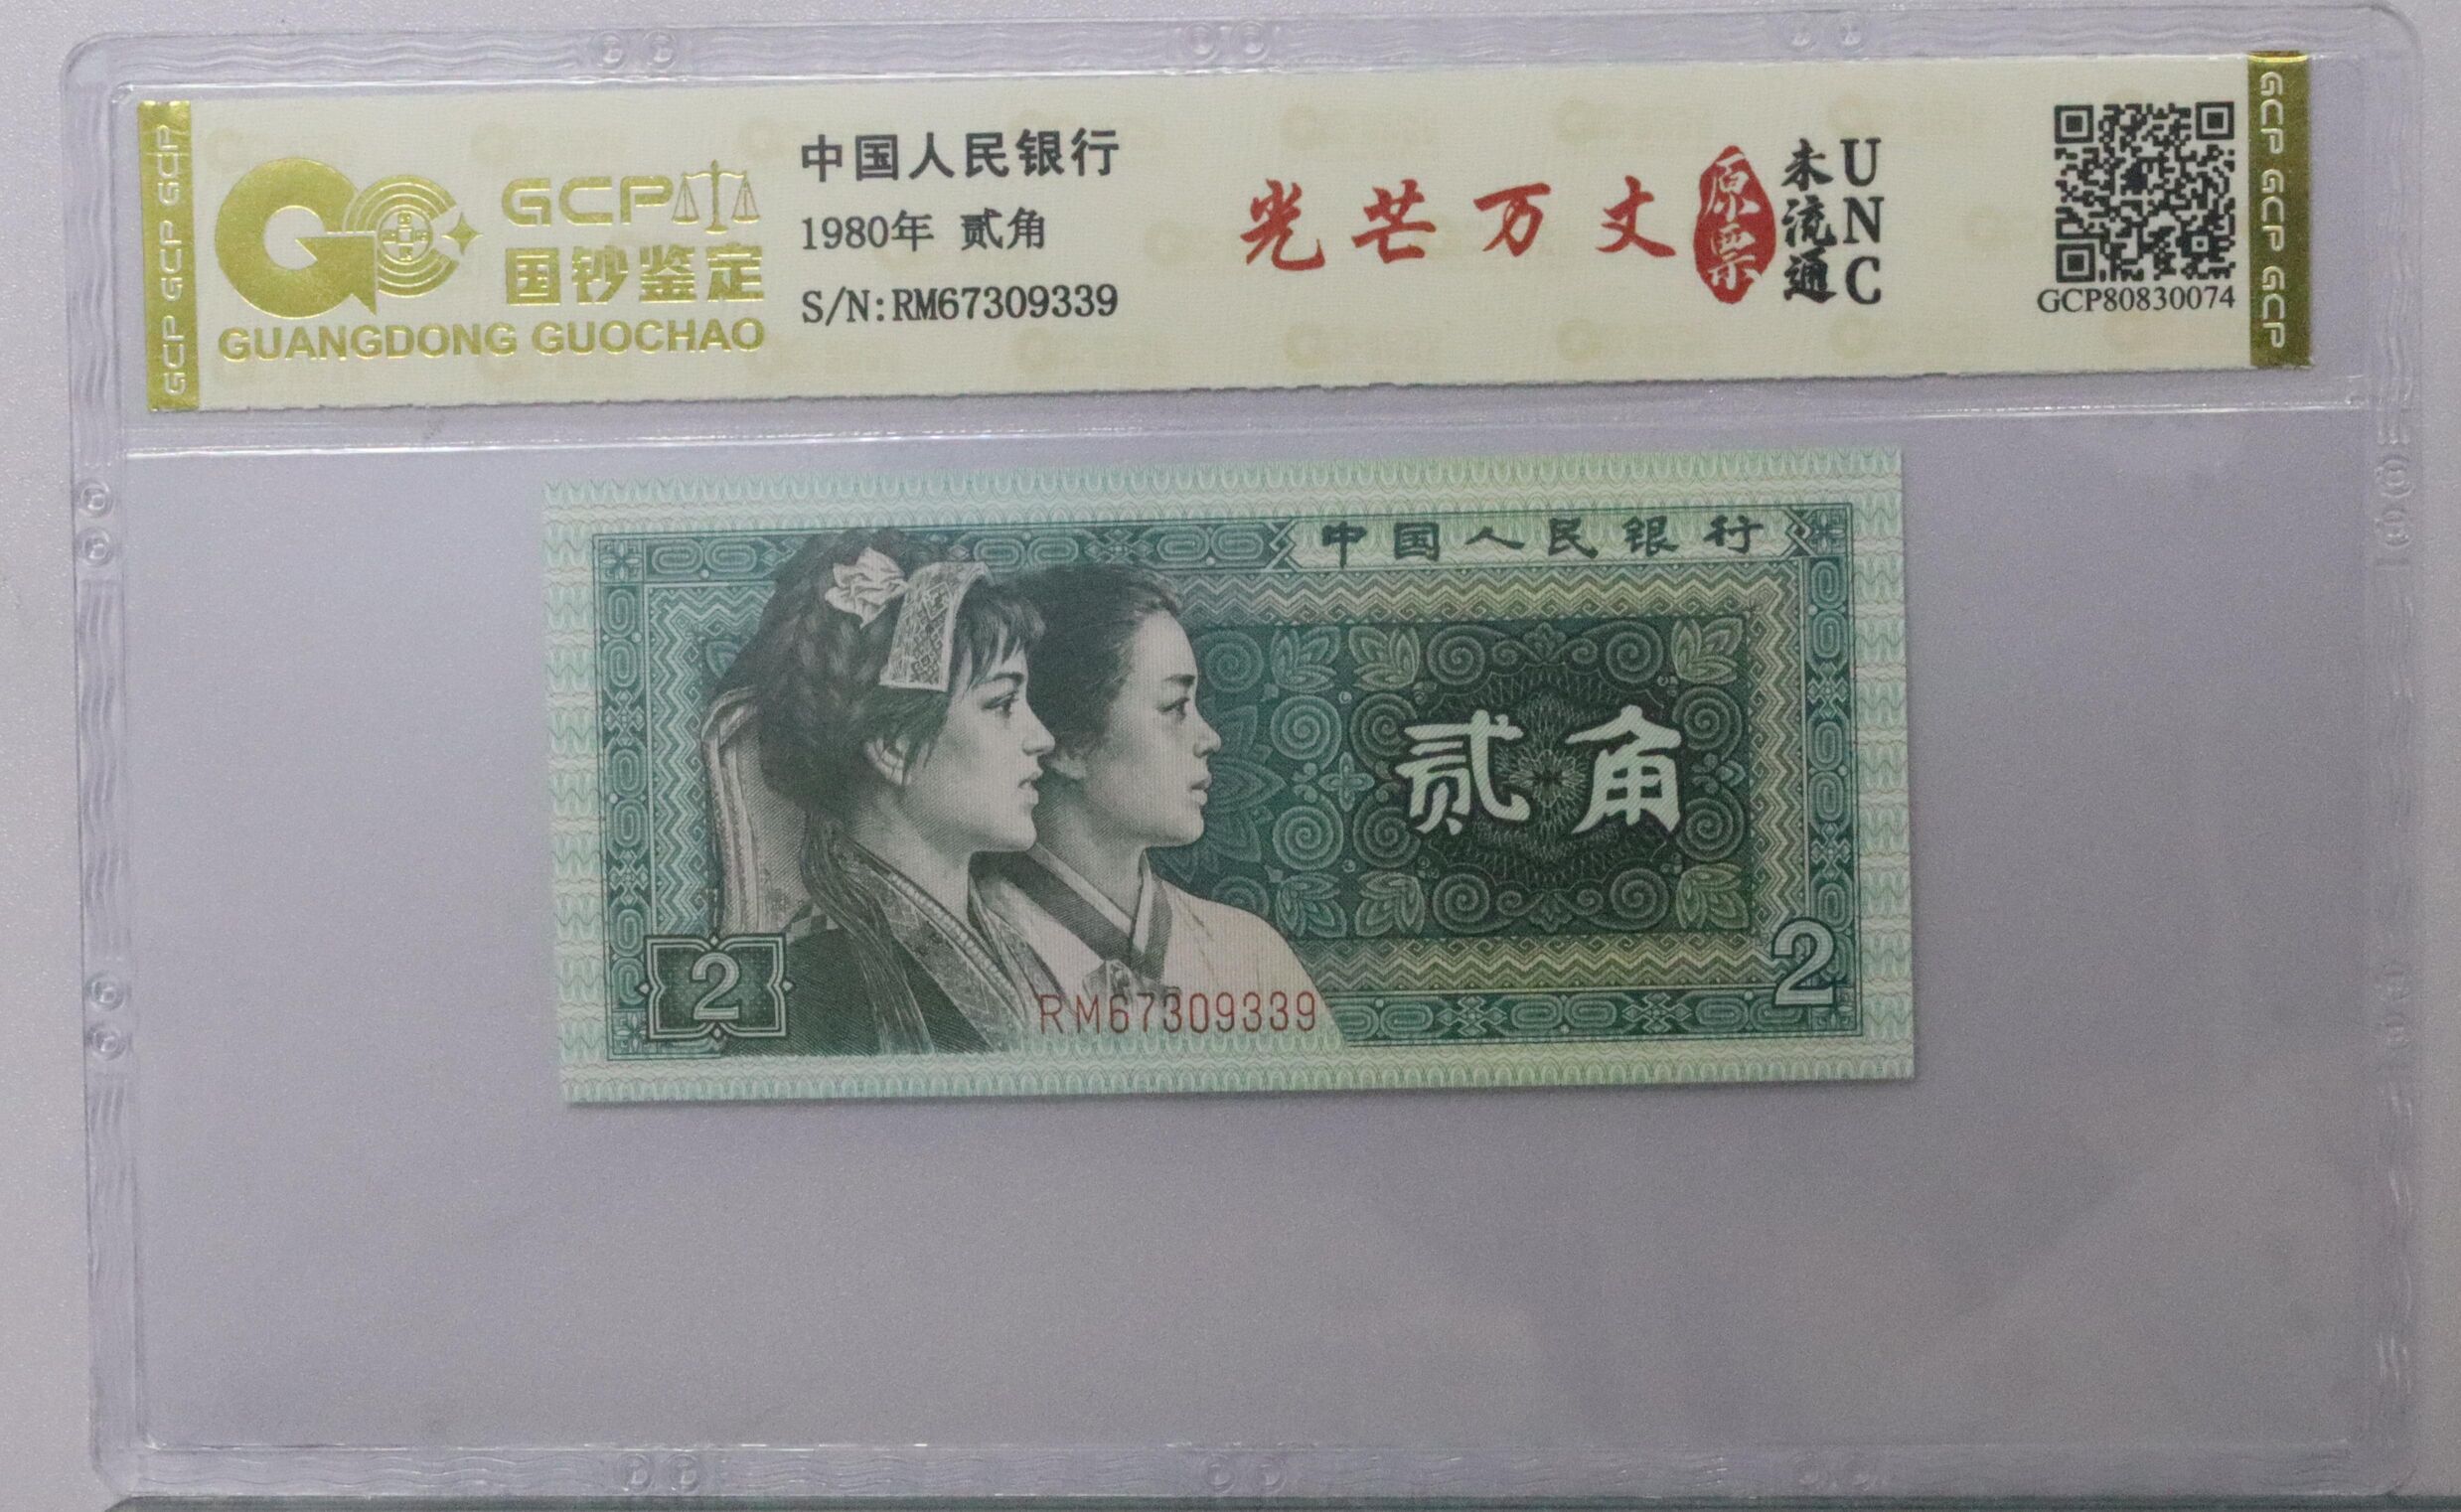 GCP GCP GCP
GCP
国钞鉴定
GUANGDONG GUOCHAO
中国人民银行
1980年 贰角
S/N:RM67309339
光芒万丈
原票
未流通
UNC
GCP80830074
GCP GCP GCP
中国人民银行
贰角
2
2
RM67309339